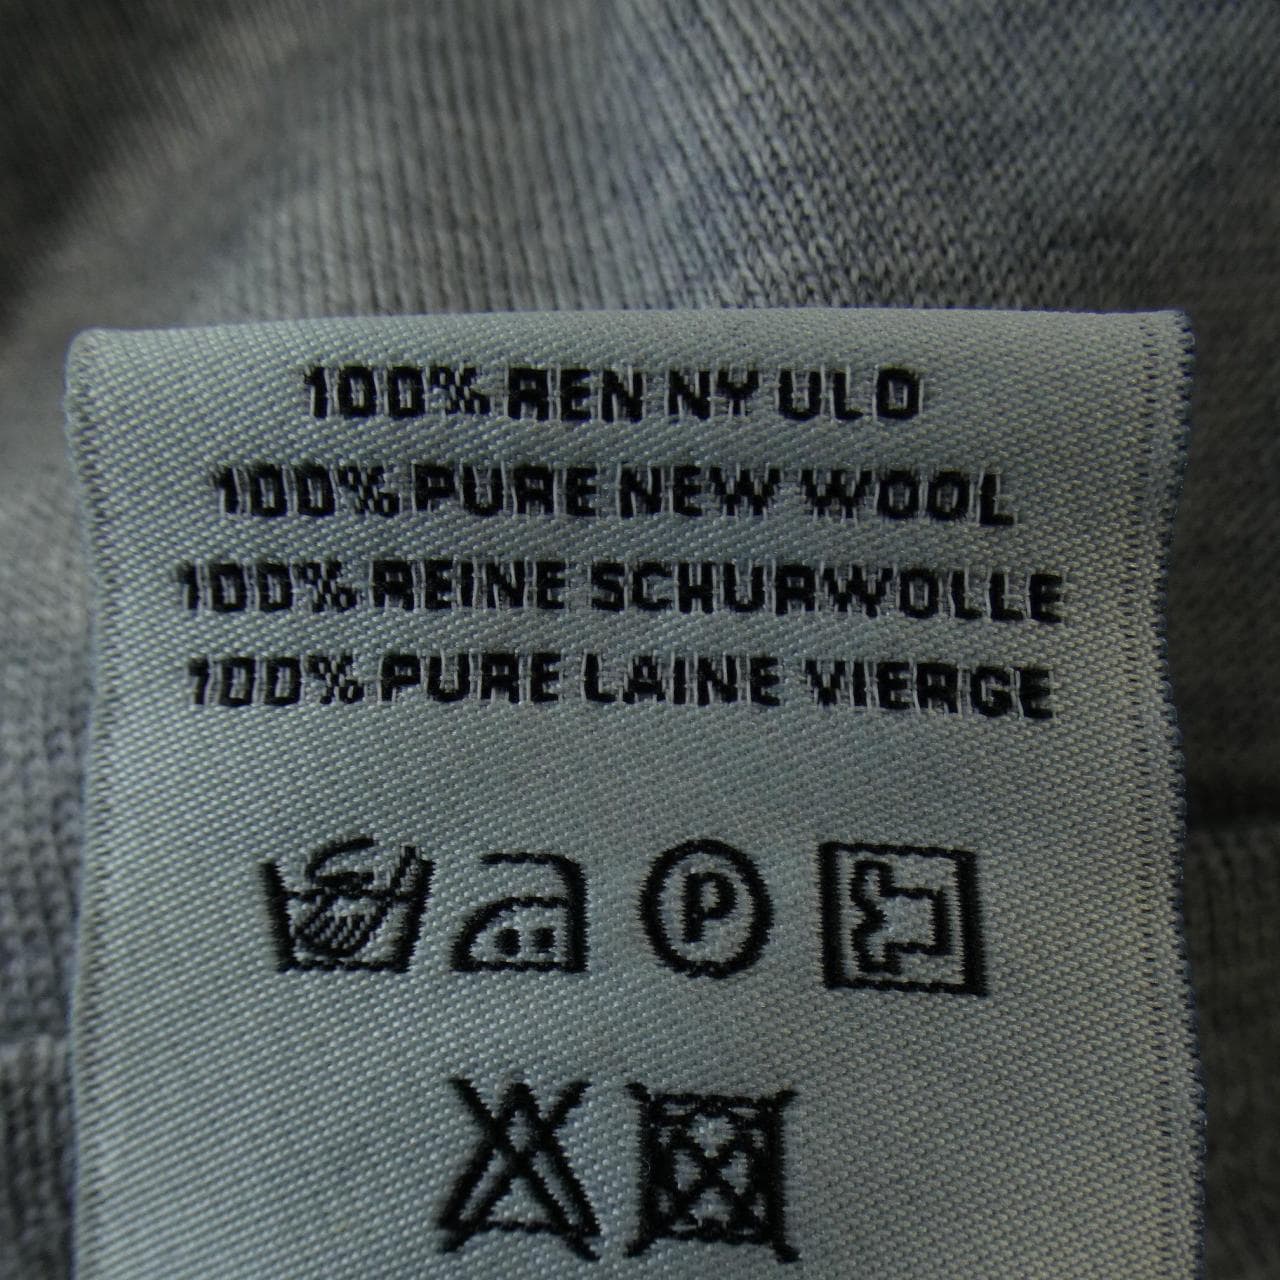 100% REN NY ULD
100% PURE NEW WOOL
100% REINE SCHURWOLLE
100% PURE LAINE VIERGE
P